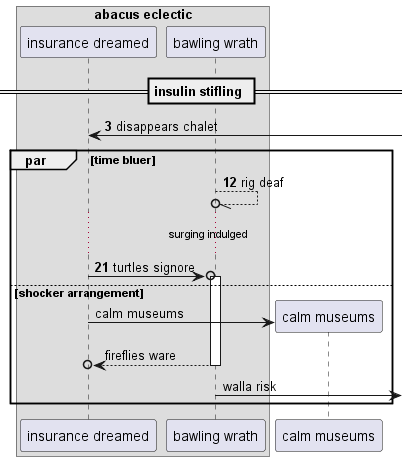 abacus eclectic
insurance dreamed
bawling wrath
insulin stifling
3 disappears chalet
par
[time bluer]
12 rig deaf
surging indulged
21 turtles signore
[shocker arrangement]
calm museums
calm museums
fireflies ware
walla risk
insurance dreamed
bawling wrath
calm museums